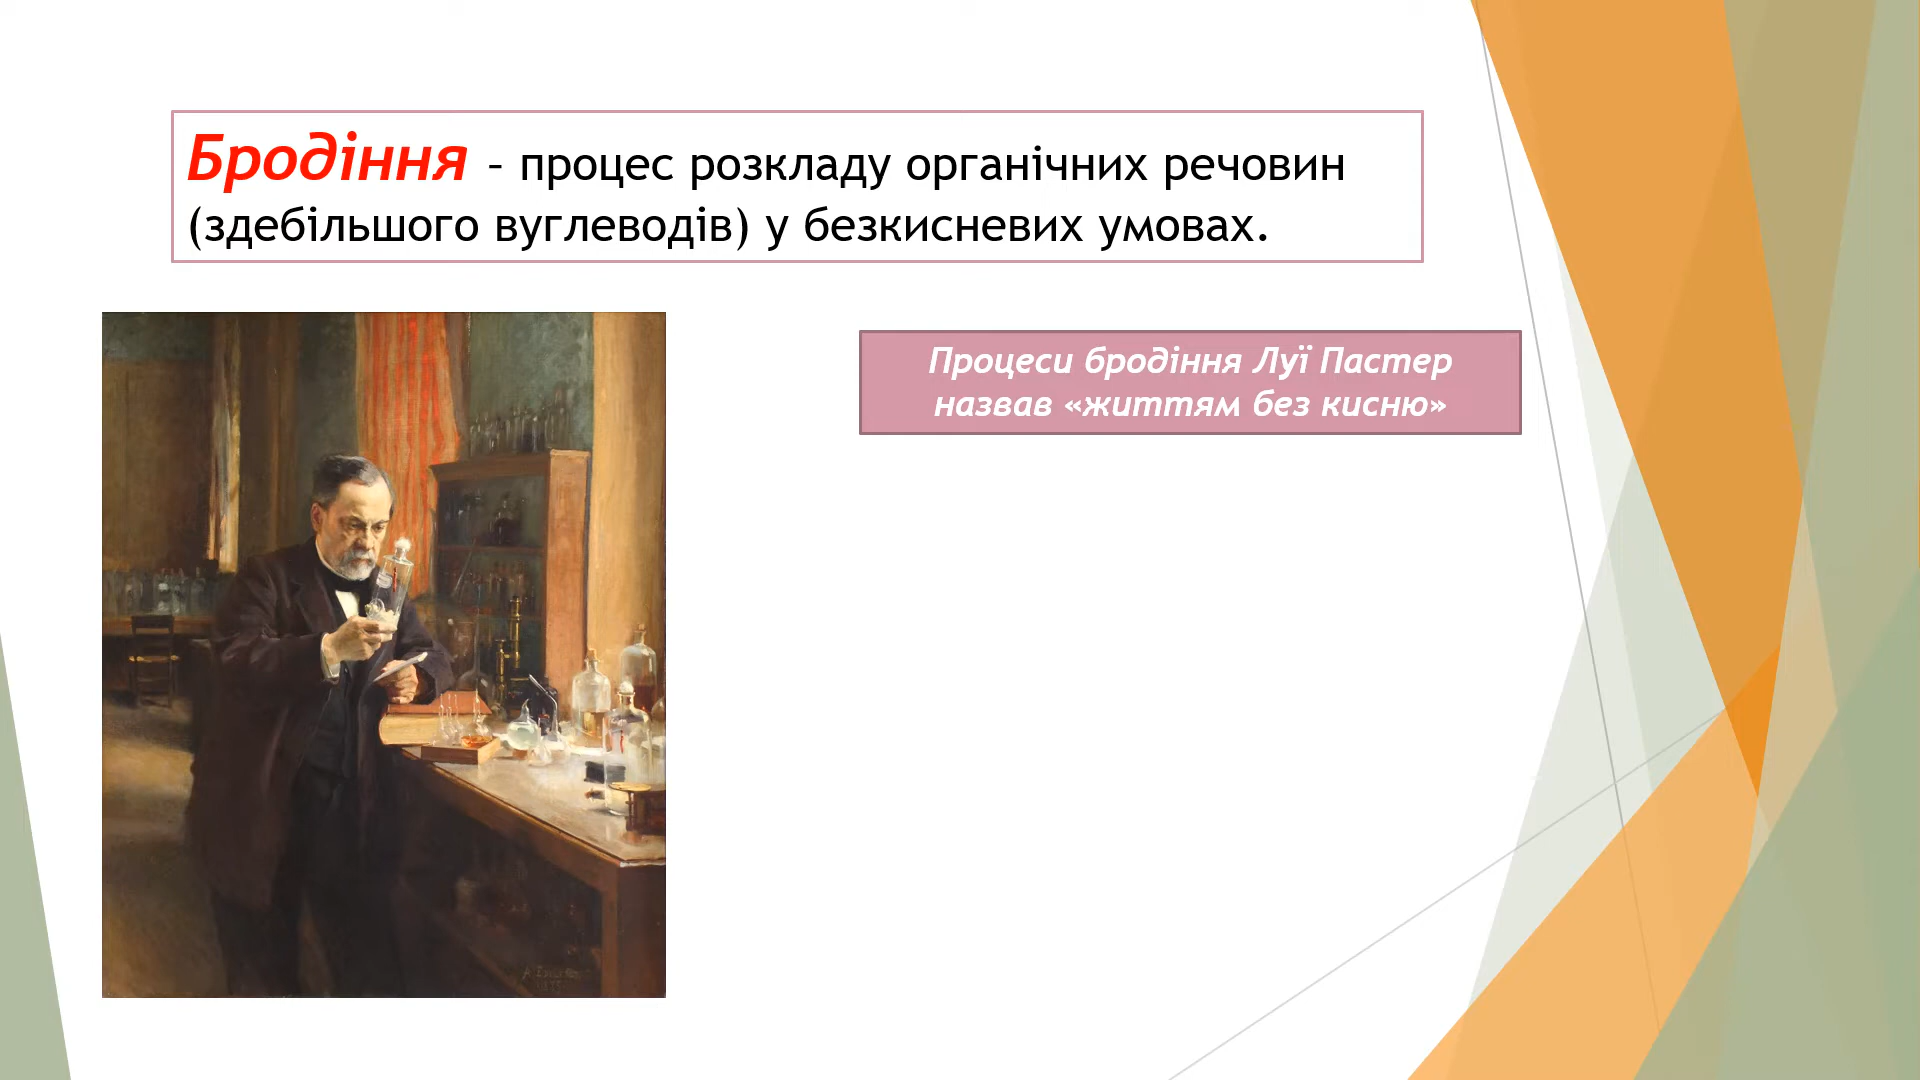 Бродіння – процес розкладу органічних речовин
(здебільшого вуглеводів) у безкисневих умовах.
Процеси бродіння Луї Пастер
назвав «життям без кисню»